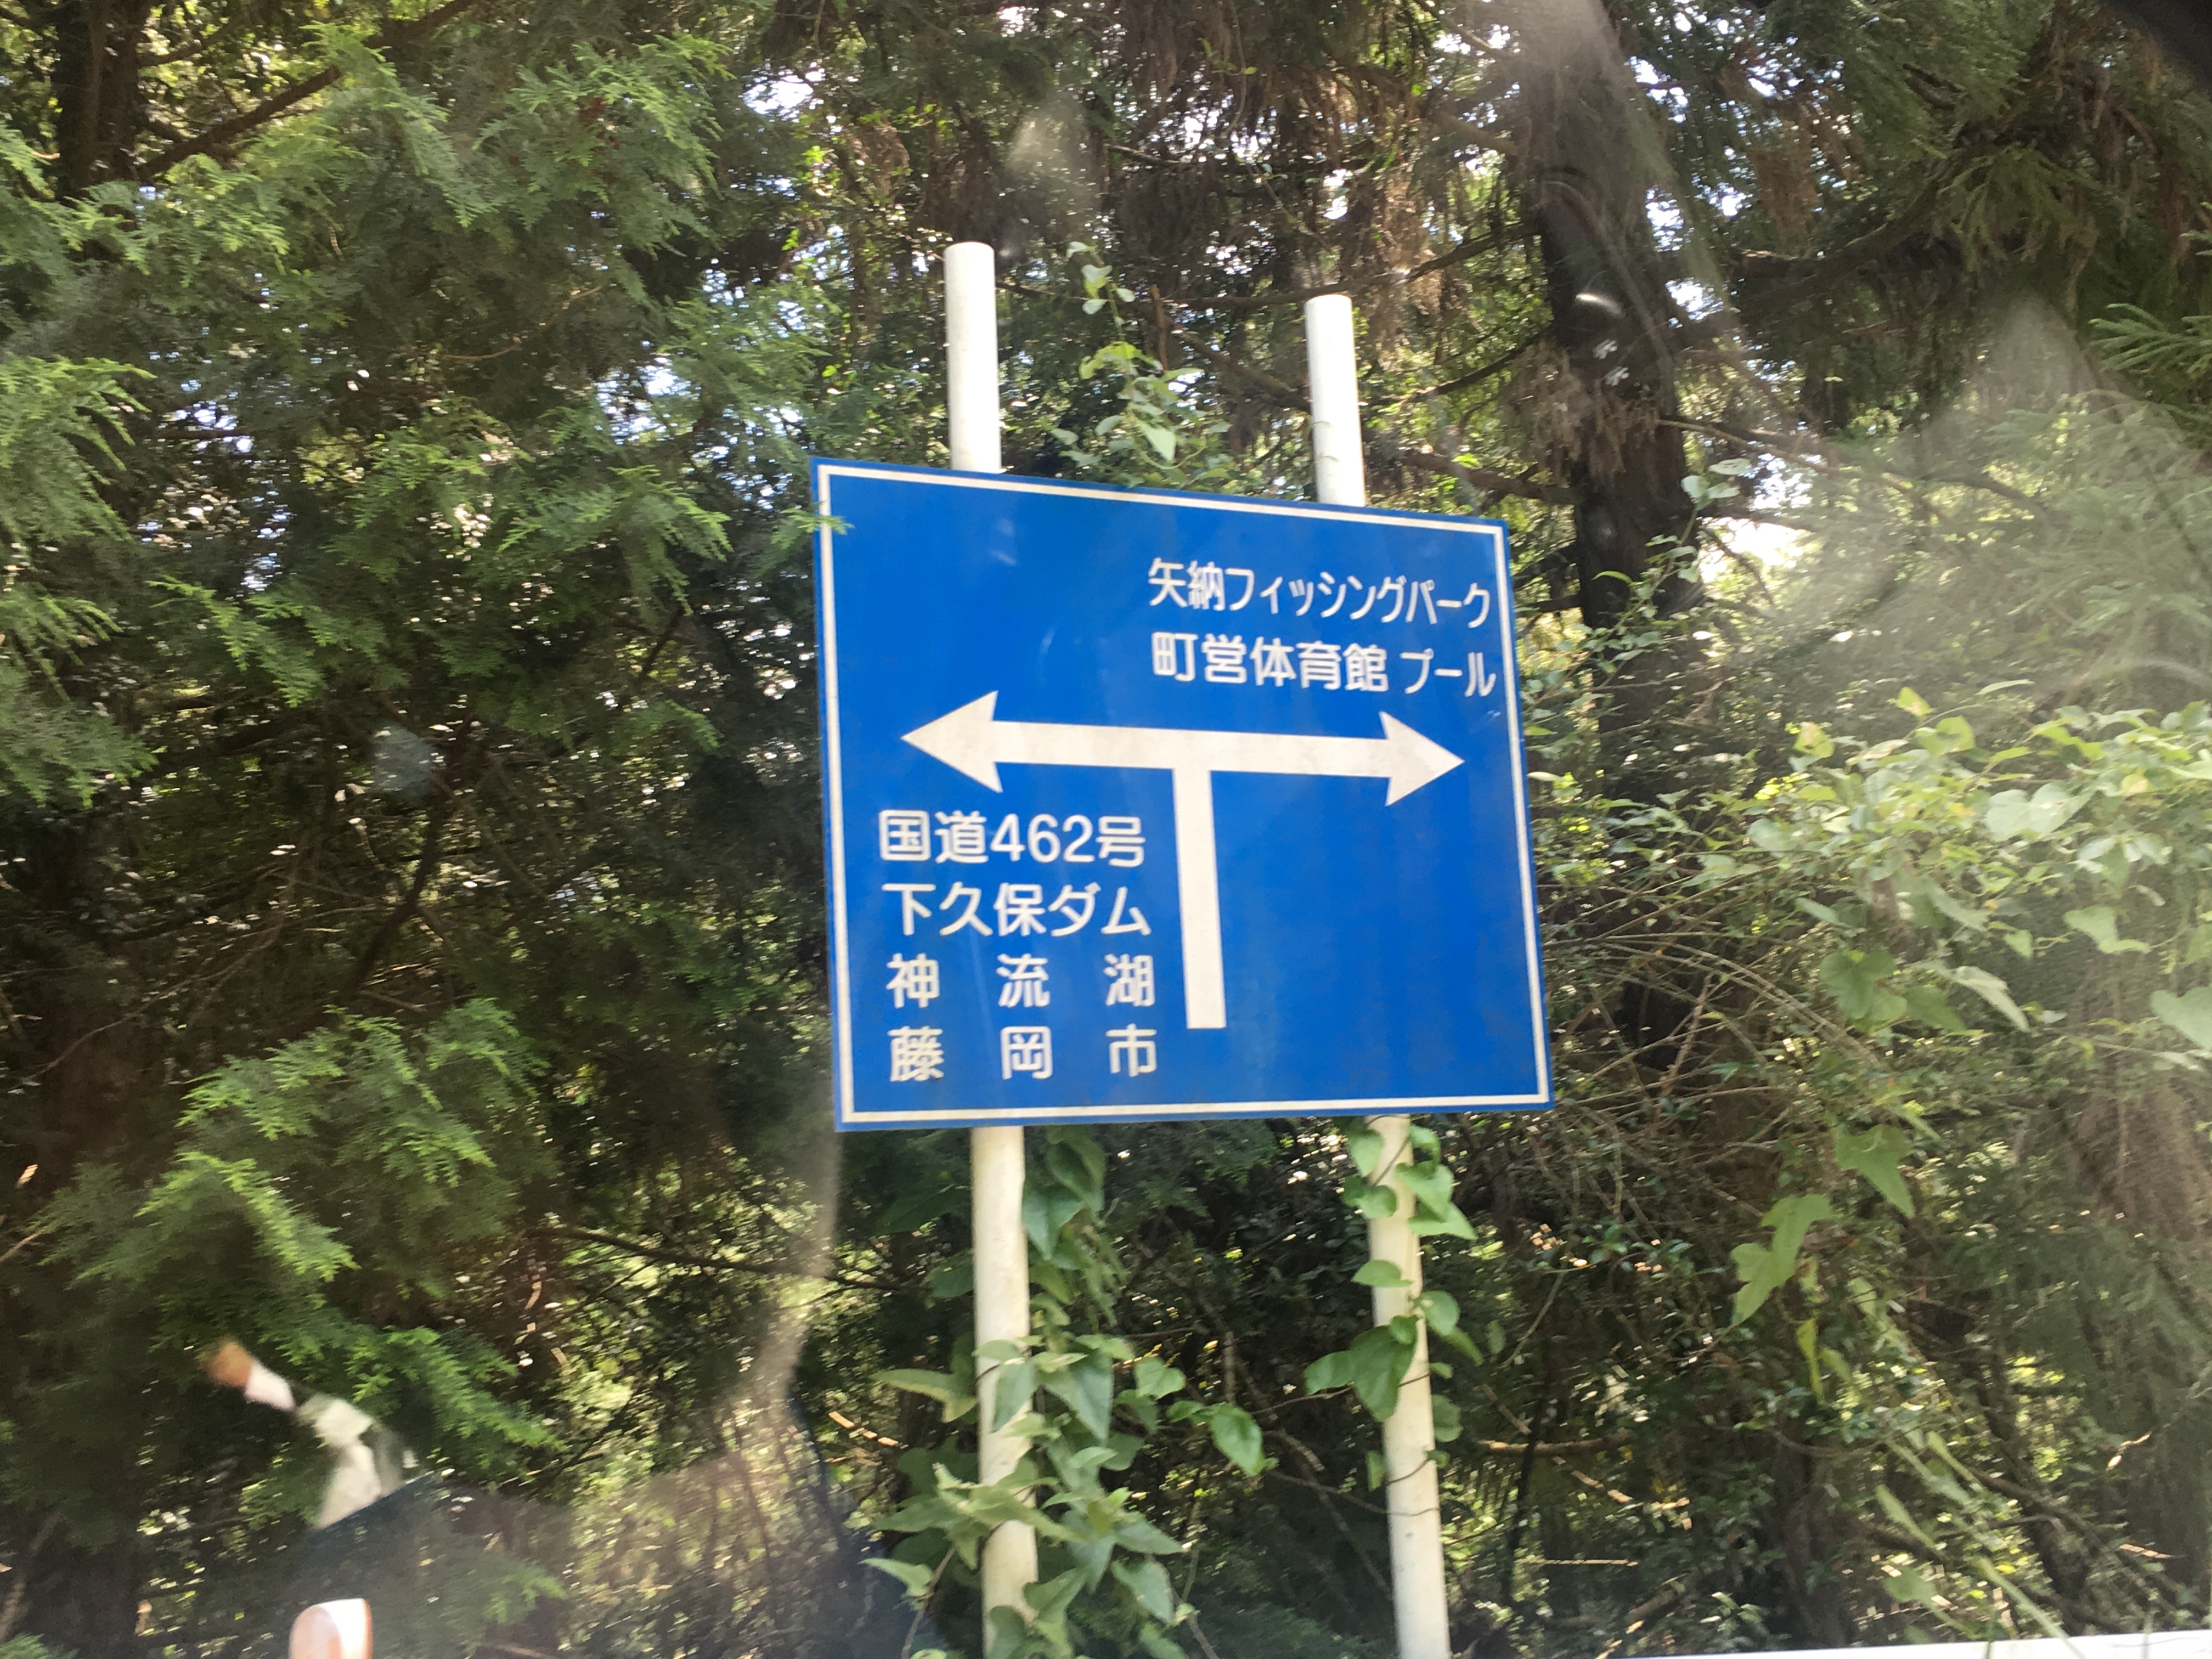 矢納フィッシングパーク
町営体育館 プール
国道462号
下久保ダム
神流湖
藤岡市